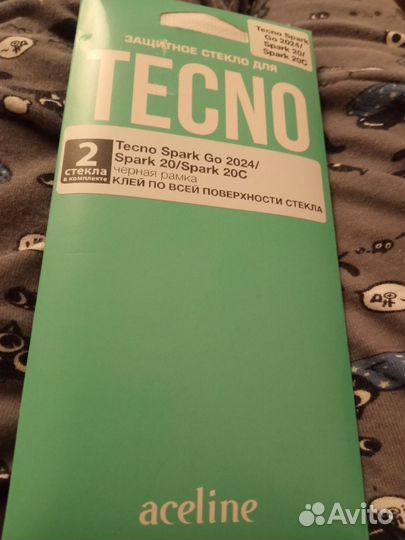 Tecno Spark
Go 2024/
Spark 20/
Spark 20C
ЗАЩИТНОЕ СТЕКЛО ДЛЯ
TECNO
2
СТЕКЛА
В КОМПЛЕКТЕ
Tecno Spark Go 2024/
Spark 20/Spark 20C
черная рамка
КЛЕЙ ПО ВСЕЙ ПОВЕРХНОСТИ СТЕКЛА
aceline
Avito